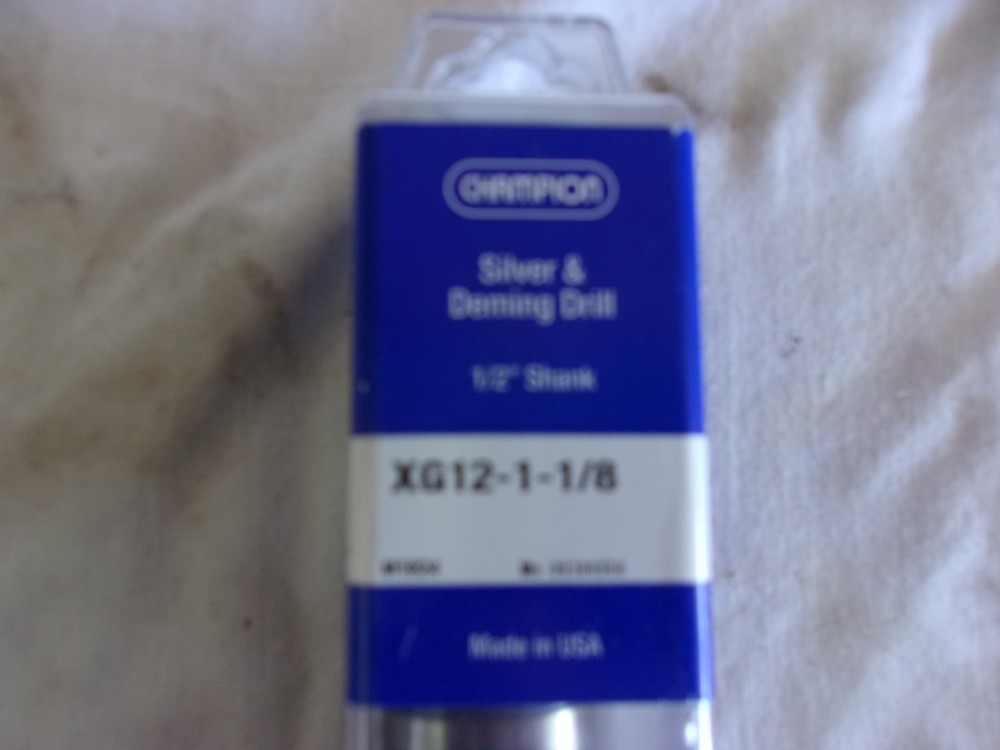 CHAMPION
Silver &
Deming Drill
1/2" Shank
XG12-1-1/8
Made in USA